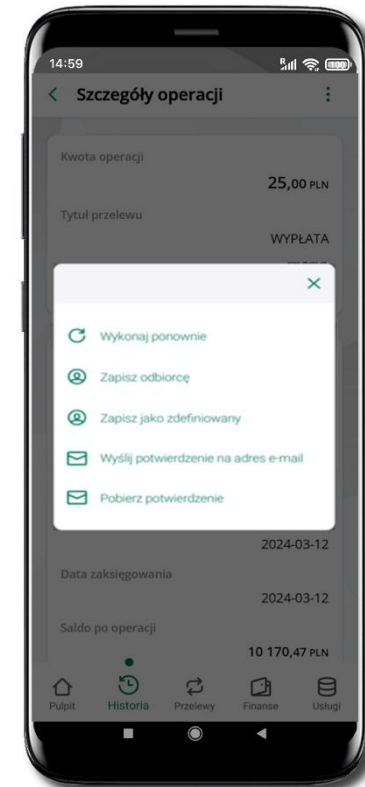 14:59
Szczegóły operacji
Kwota operacji
25,00 PLN
Tytuł przelewu
WYPŁATA
Wykonaj ponownie
Zapisz odbiorcę
Zapisz jako zdefiniowany
Wyślij potwierdzenie na adres e-mail
Pobierz potwierdzenie
2024-03-12
Data zaksięgowania
2024-03-12
Saldo po operacji
10 170,47 PLN
Pulpit Historia Przelewy Finanse Usługi